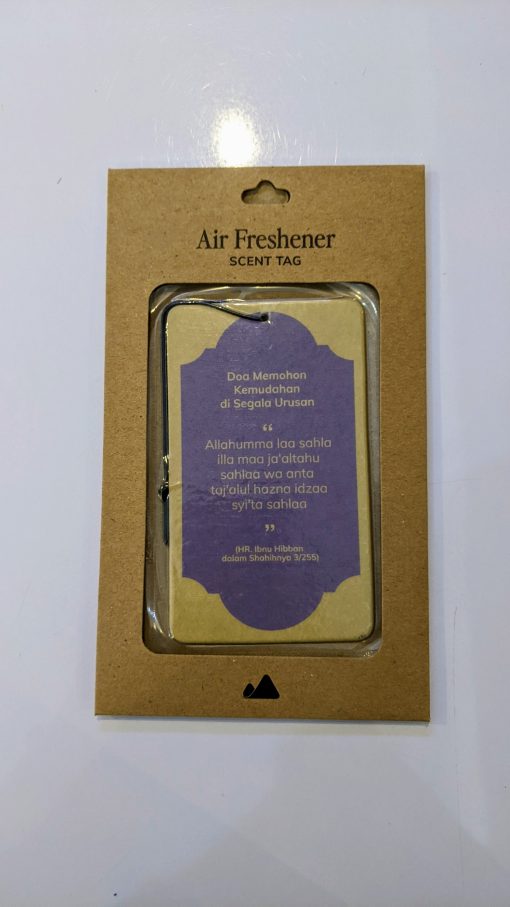 Air Freshener
SCENT TAG
Doa Memohon
Kemudahan
di Segala Urusan
“
Allahumma laa sahla
illa maa ja'altahu
sahlaa wa anta
taj'alul hazna idzaa
syi'ta sahlaa
”
(HR. Ibnu Hibban
dalam Shahihnya 3/255)